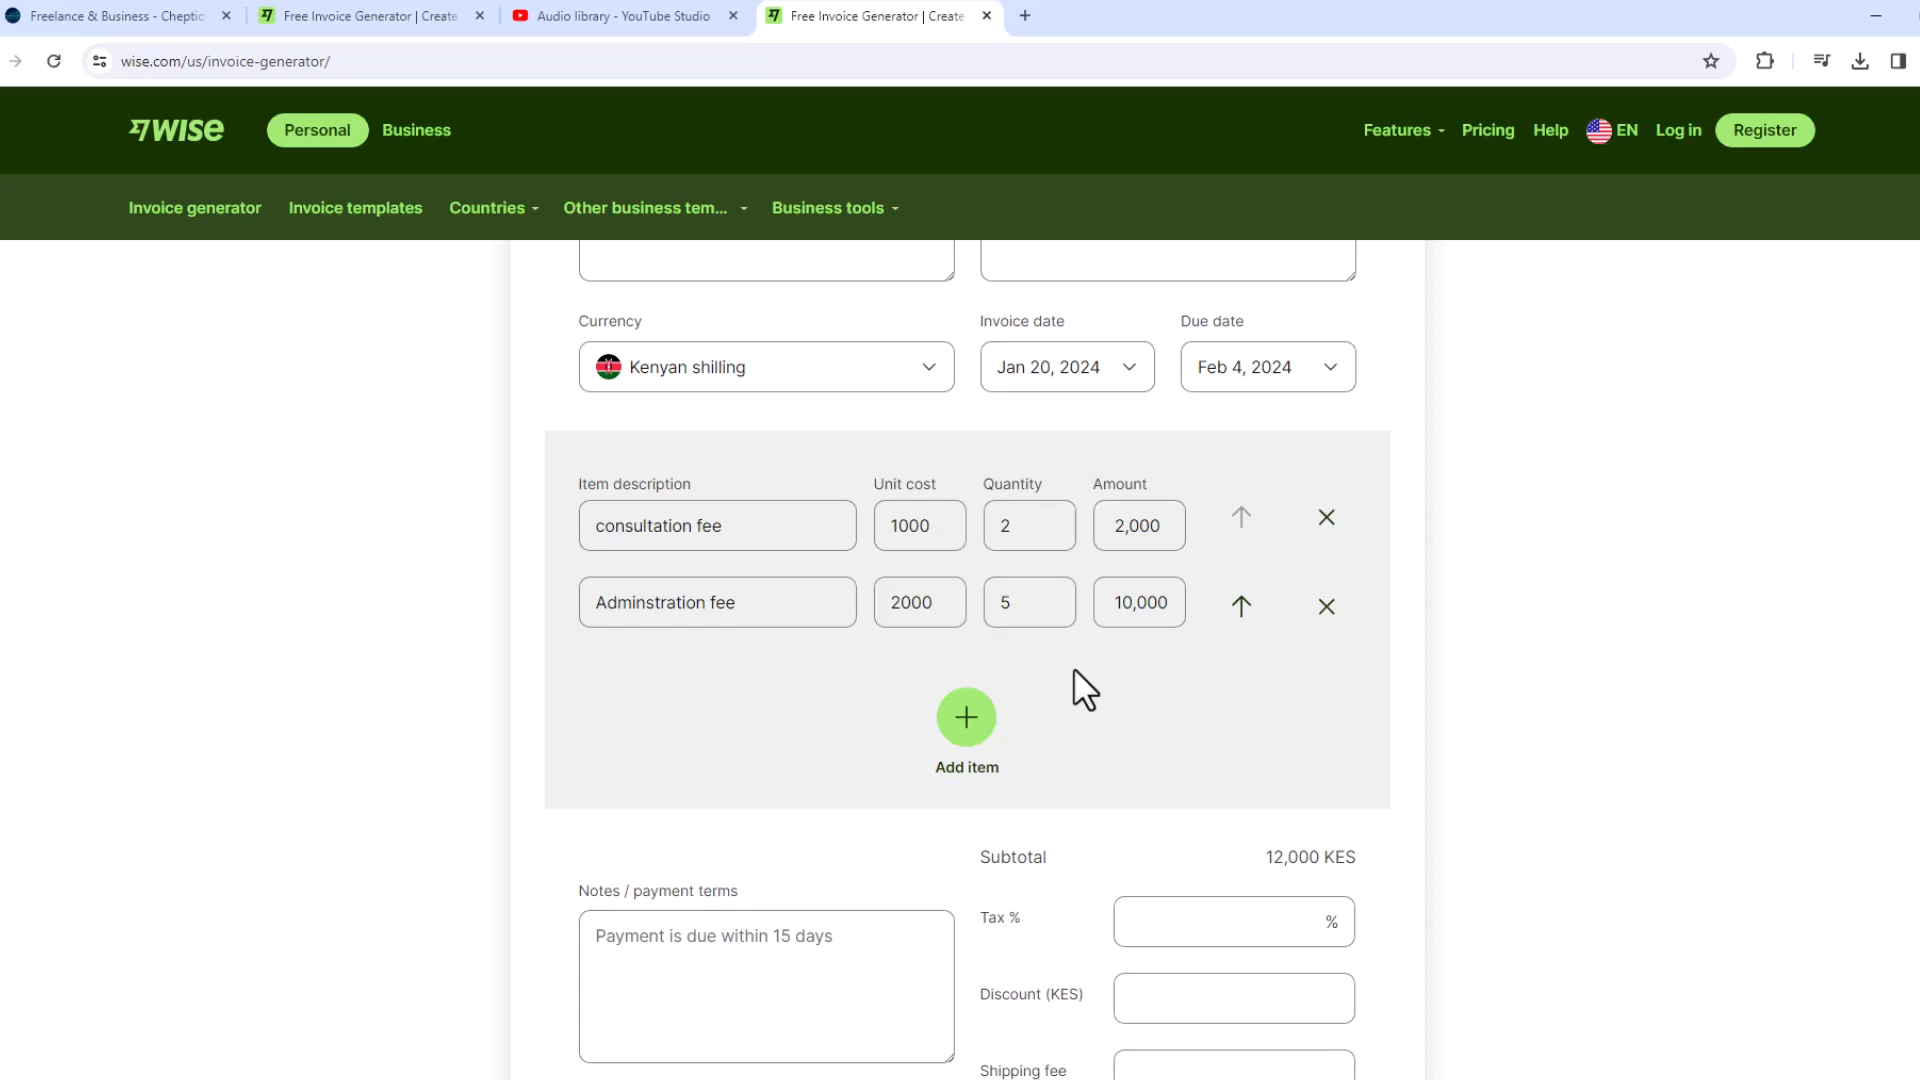 Freelance & Business - Cheptic
Free Invoice Generator | Create
Audio library - YouTube Studio
Free Invoice Generator | Create
wise.com/us/invoice-generator/
WISE
Personal
Business
Features
Pricing
Help
EN
Log in
Register
Invoice generator
Invoice templates
Countries
Other business tem...
Business tools
Currency
Invoice date
Due date
Kenyan shilling
Jan 20, 2024
Feb 4, 2024
Item description
Unit cost
Quantity
Amount
consultation fee
1000
2
2,000
Adminstration fee
2000
5
10,000
Add item
Subtotal
12,000 KES
Notes / payment terms
Payment is due within 15 days
Tax %
%
Discount (KES)
Shipping fee